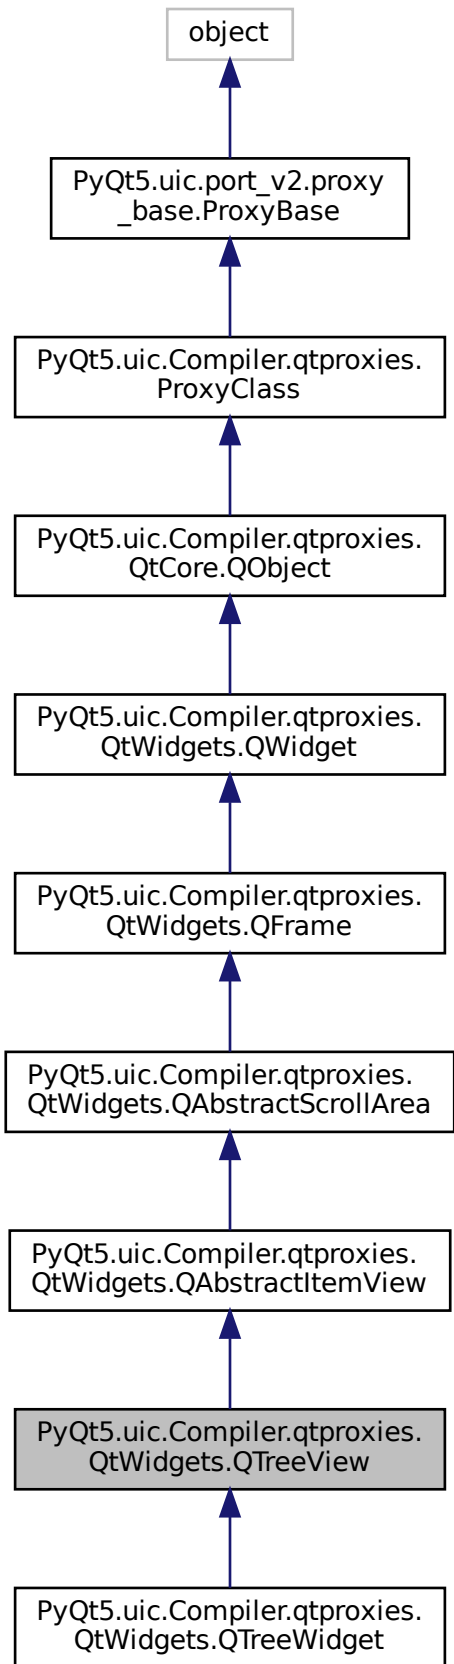 object
PyQt5.uic.port_v2.proxy
_base.ProxyBase
PyQt5.uic.Compiler.qtproxies.
ProxyClass
PyQt5.uic.Compiler.qtproxies.
QtCore.QObject
PyQt5.uic.Compiler.qtproxies.
QtWidgets.QWidget
PyQt5.uic.Compiler.qtproxies.
QtWidgets.QFrame
PyQt5.uic.Compiler.qtproxies.
QtWidgets.QAbstractScrollArea
PyQt5.uic.Compiler.qtproxies.
QtWidgets.QAbstractItemView
PyQt5.uic.Compiler.qtproxies.
QtWidgets.QTreeView
PyQt5.uic.Compiler.qtproxies.
QtWidgets.QTreeWidget